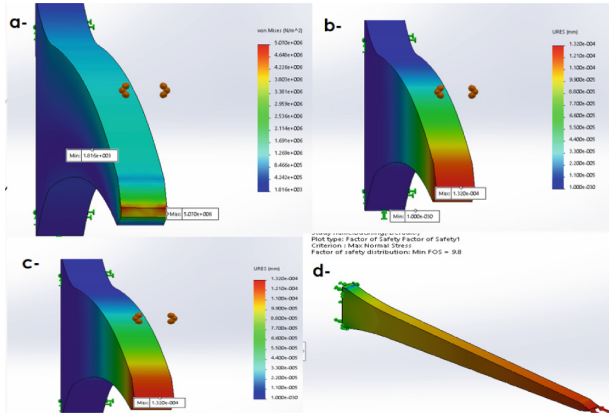 a-
von Mises (N/m^2)
5.070e+006
4.648e+006
4.226e+006
3.803e+006
3.381e+006
2.959e+006
2.536e+006
2.114e+006
1.691e+006
1.269e+006
8.466e+005
4.242e+005
1.816e+003
Min: 1.816e+003
Max: 5.070e+006
b-
URES (mm)
1.320e-004
1.210e-004
1.100e-004
9.900e-005
8.800e-005
7.700e-005
6.600e-005
5.500e-005
4.400e-005
3.300e-005
2.200e-005
1.100e-005
1.000e-030
Max: 1.320e-004
Min: 1.000e-030
c-
URES (mm)
1.320e-004
1.210e-004
1.100e-004
9.900e-005
8.800e-005
7.700e-005
6.600e-005
5.500e-005
4.400e-005
3.300e-005
2.200e-005
1.100e-005
1.000e-030
Max: 1.320e-004
Plot type: Factor of Safety Factor of Safety1
Criterion : Max Normal Stress
Factor of safety distribution: Min FOS = 9.8
d-